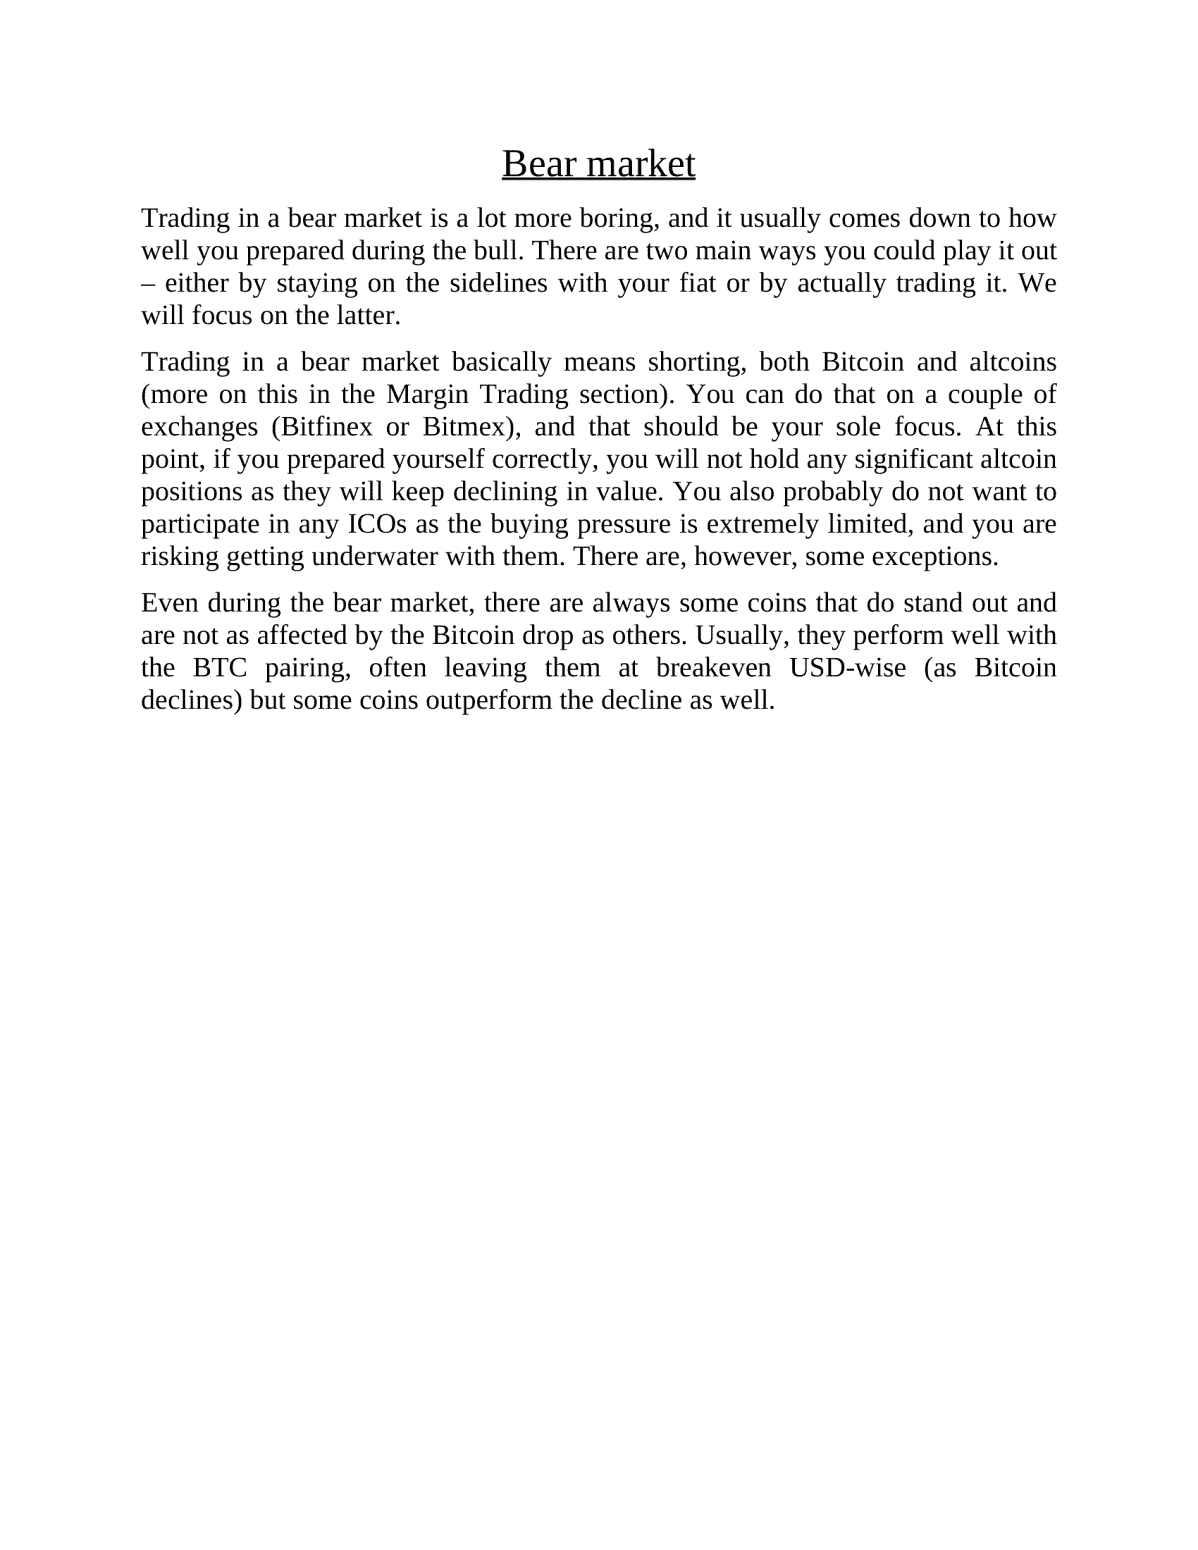 Bear market
Trading in a bear market is a lot more boring, and it usually comes down to how
well you prepared during the bull. There are two main ways you could play it out
– either by staying on the sidelines with your fiat or by actually trading it. We
will focus on the latter.
Trading in a bear market basically means shorting, both Bitcoin and altcoins
(more on this in the Margin Trading section). You can do that on a couple of
exchanges (Bitfinex or Bitmex), and that should be your sole focus. At this
point, if you prepared yourself correctly, you will not hold any significant altcoin
positions as they will keep declining in value. You also probably do not want to
participate in any ICOs as the buying pressure is extremely limited, and you are
risking getting underwater with them. There are, however, some exceptions.
Even during the bear market, there are always some coins that do stand out and
are not as affected by the Bitcoin drop as others. Usually, they perform well with
the BTC pairing, often leaving them at breakeven USD-wise (as Bitcoin
declines) but some coins outperform the decline as well.